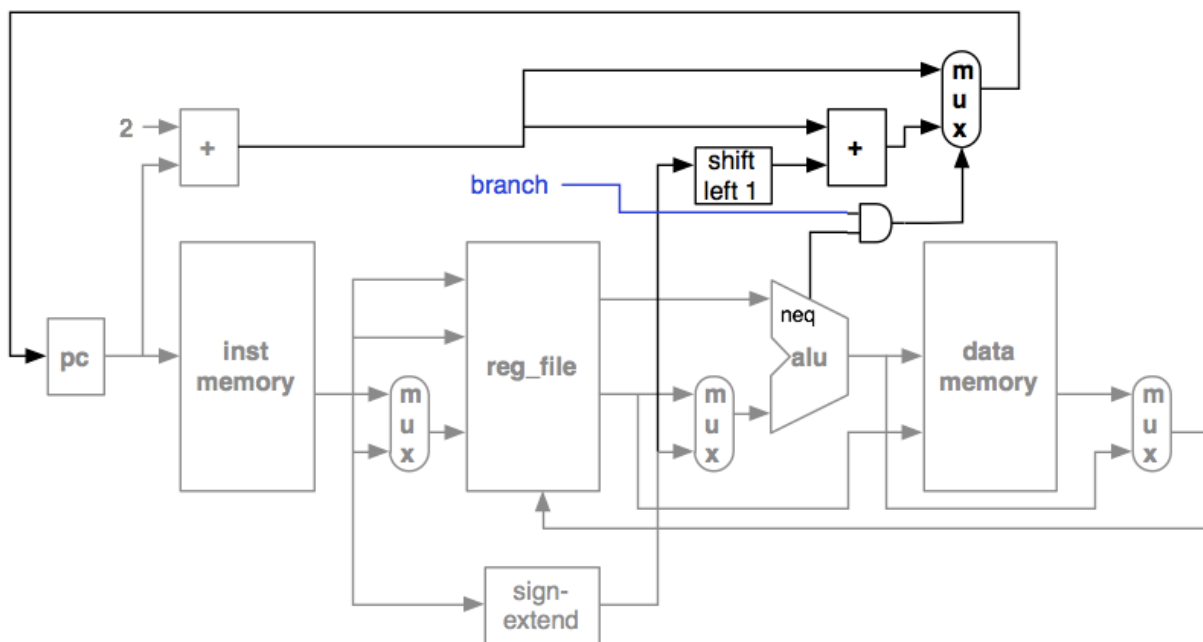 m
u
x
2
+
+
shift
left 1
branch
neq
pc
inst
memory
reg_file
alu
data
memory
m
u
x
m
u
x
m
u
x
sign-
extend